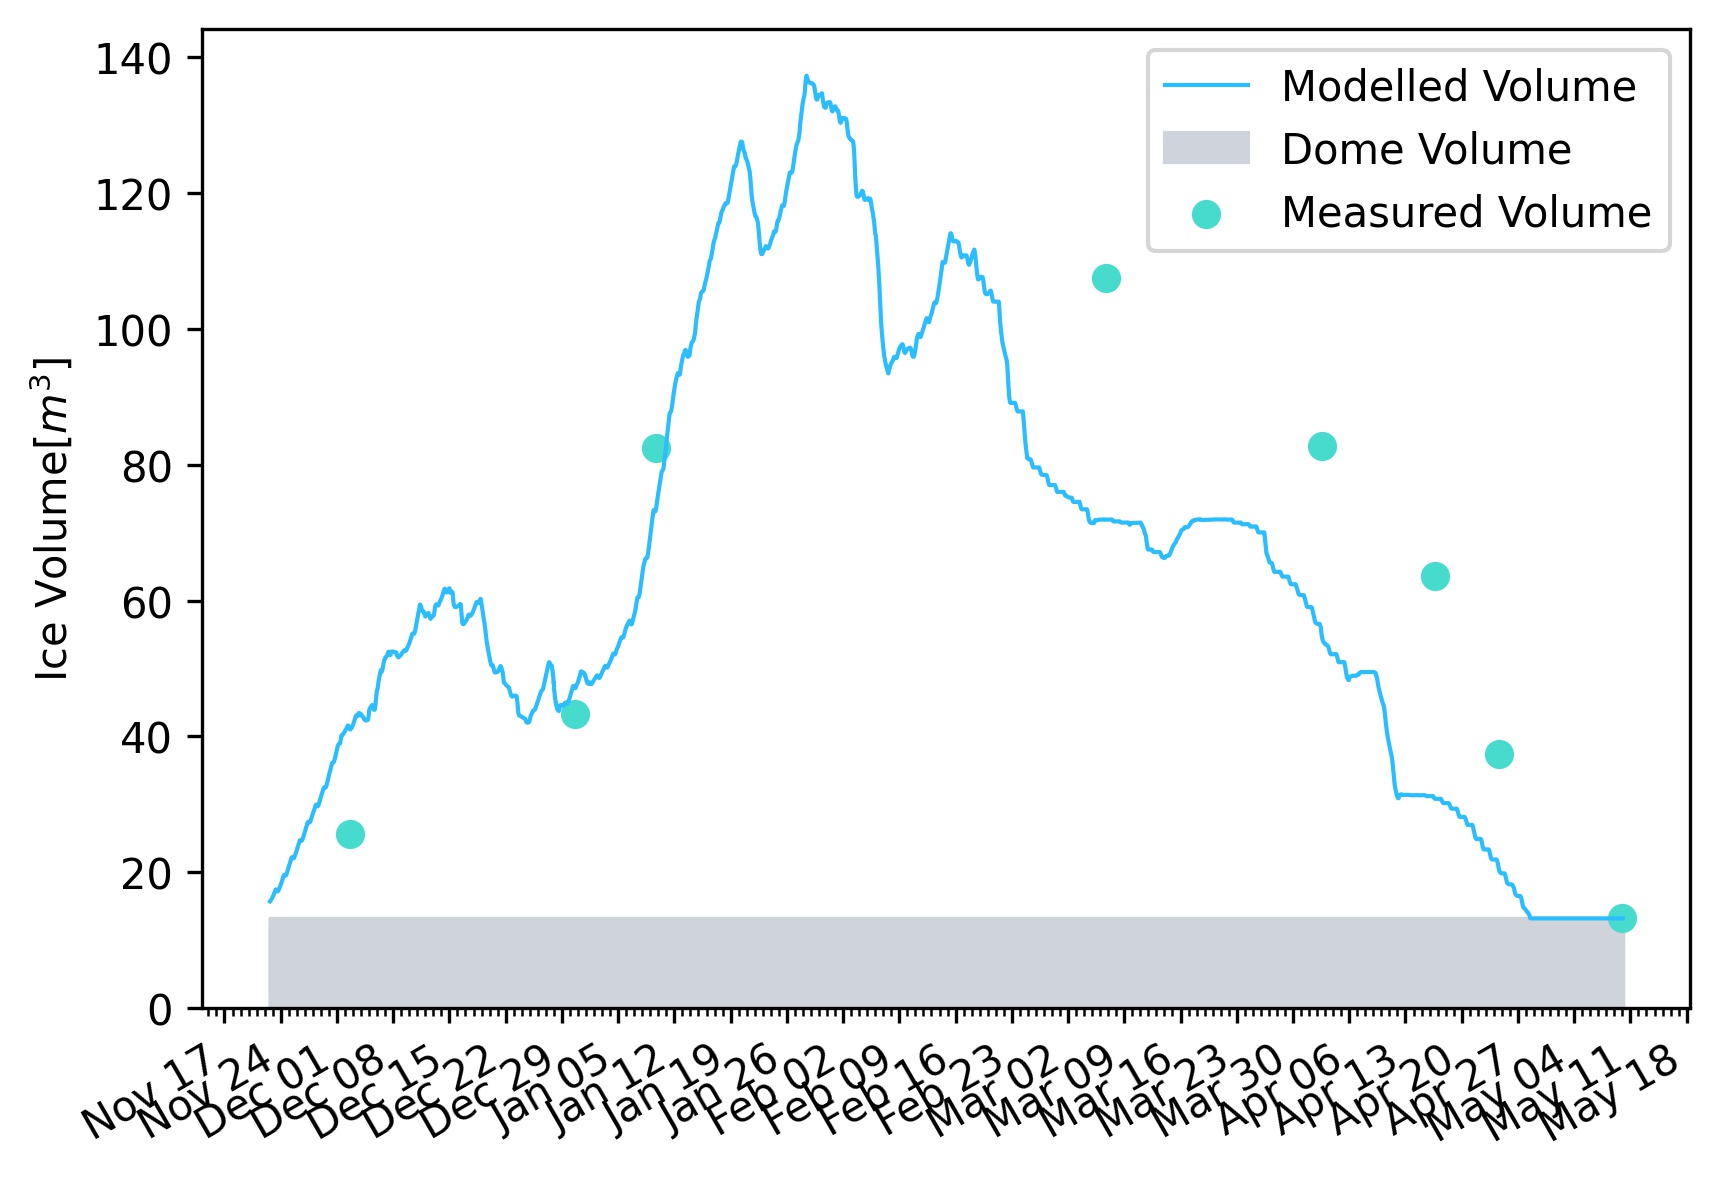 140
120
100
80
60
40
20
0
Ice Volume[m³]
Modelled Volume
Dome Volume
Measured Volume
Nov 17
Nov 24
Dec 01
Dec 08
Dec 15
Dec 22
Dec 29
Jan 05
Jan 12
Jan 19
Jan 26
Feb 02
Feb 09
Feb 16
Feb 23
Mar 02
Mar 09
Mar 16
Mar 23
Mar 30
Apr 06
Apr 13
Apr 20
Apr 27
May 04
May 11
May 18